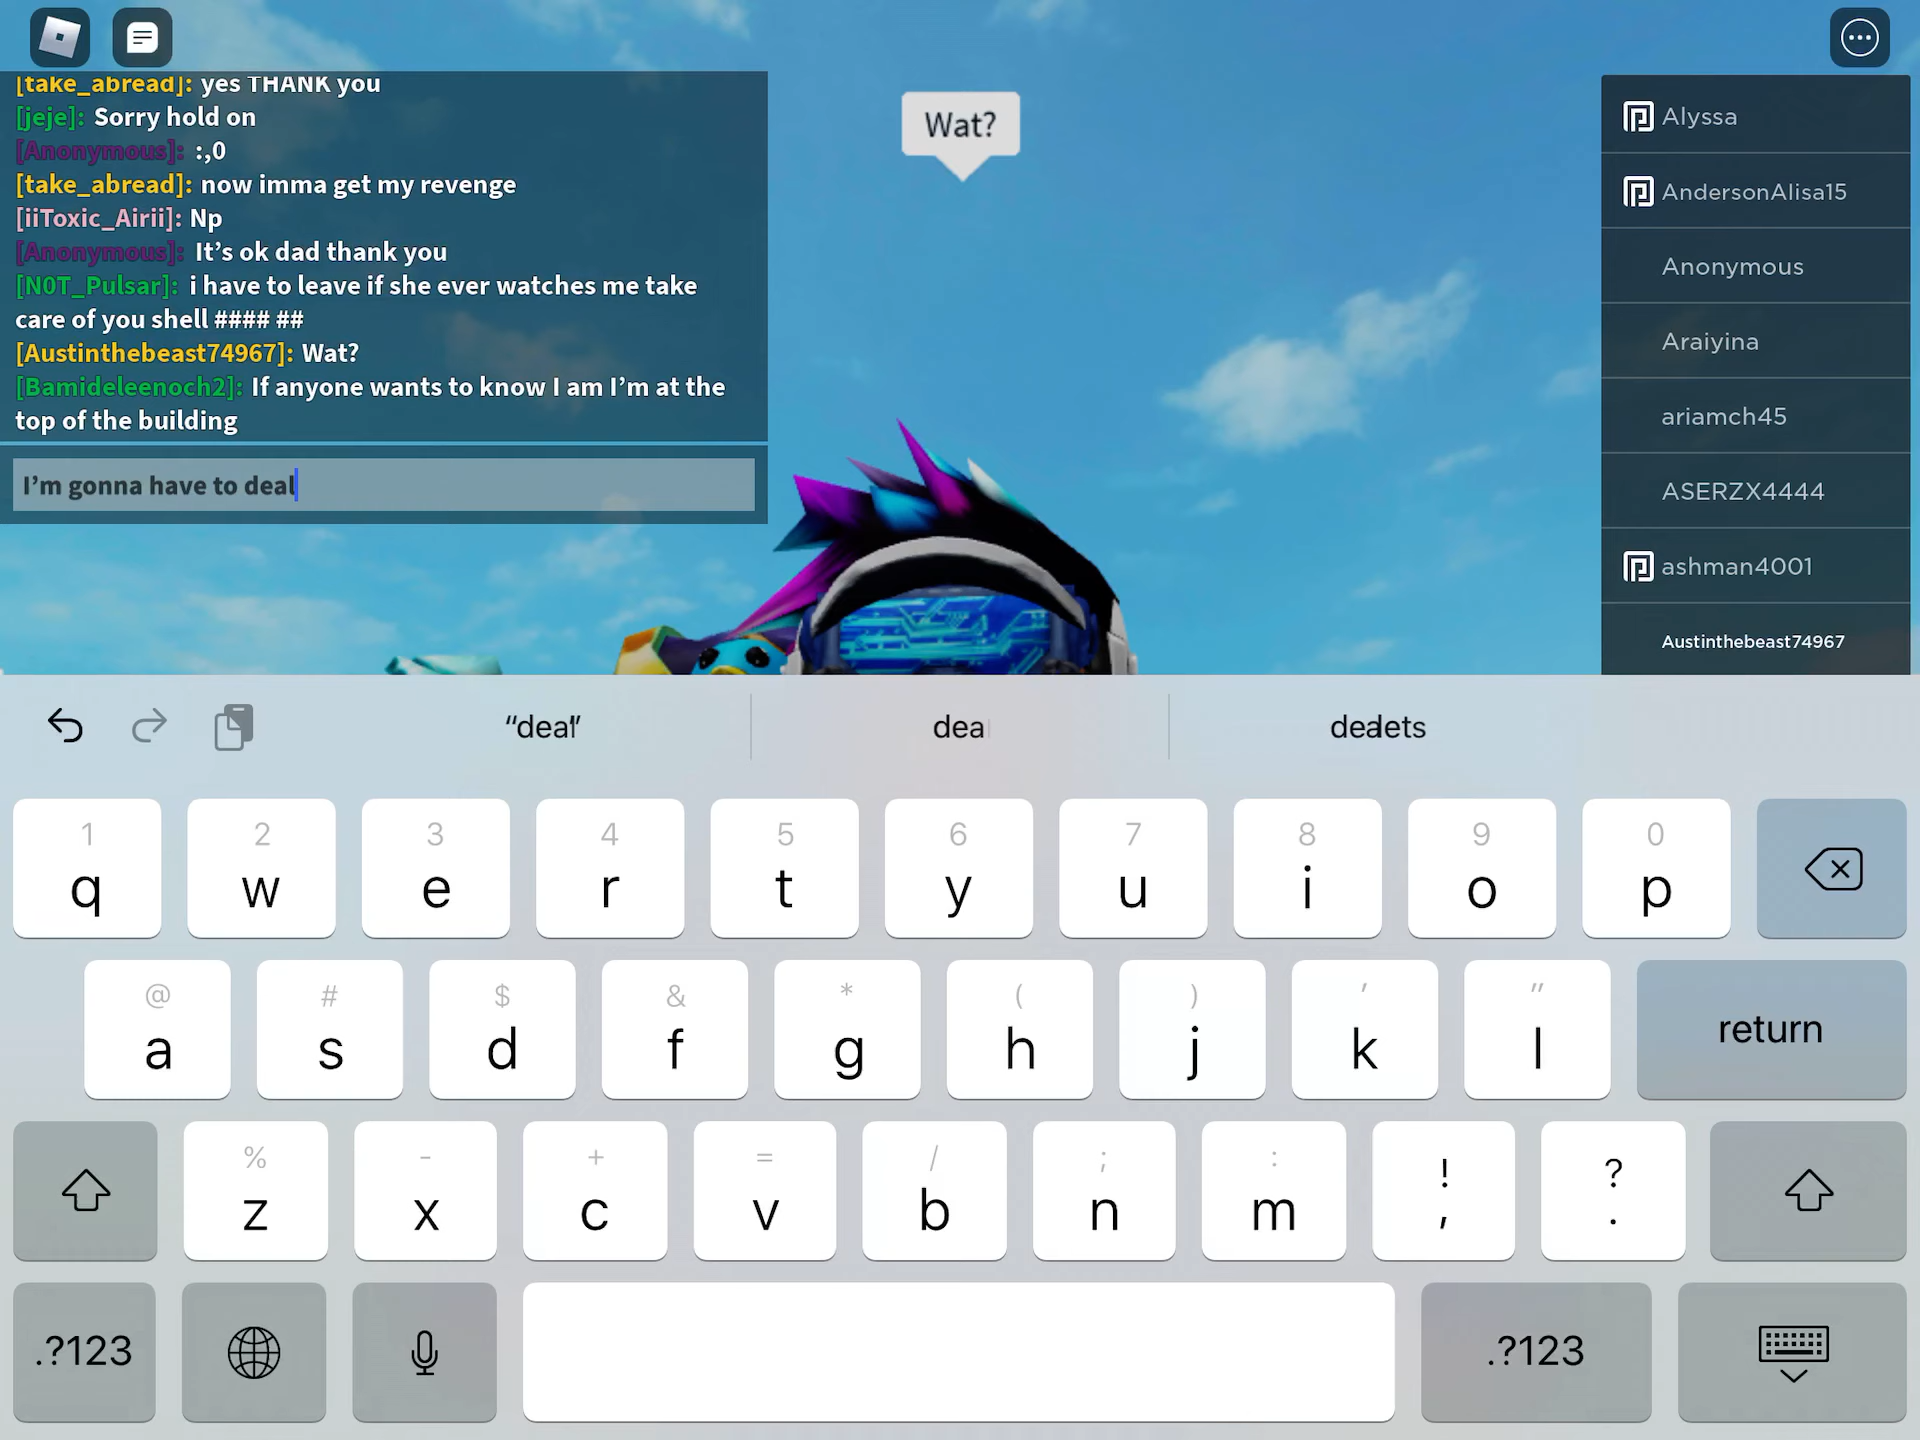 [take_abread]: yes THANK you
[jeje]: Sorry hold on
[Anonymous]: :,0
[take_abread]: now imma get my revenge
[iiToxic_Airii]: Np
[Anonymous]: It’s ok dad thank you
[N0T_Pulsar]: i have to leave if she ever watches me take
care of you shell #### ##
[Austinthebeast74967]: Wat?
[Bamideleenoch2]: If anyone wants to know I am I’m at the
top of the building
I’m gonna have to deal
Wat?
Alyssa
AndersonAlisa15
Anonymous
Araiyina
ariamch45
ASERZX4444
ashman4001
Austinthebeast74967
1 2 3 4 5 6 7 8 9 0
q w e r t y u i o p
@ # $ & * ( ) ' "
a s d f g h j k l return
% - + = / ; : ! ?
z x c v b n m , .
.?123 .?123